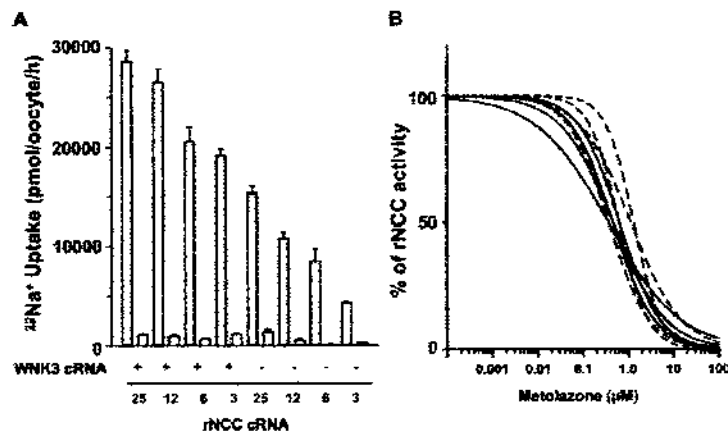 A
B
30000
20000
10000
0
²²Na⁺ Uptake (pmol/oocyte/h)
WNK3 cRNA + + + + - - - -
25 12 6 3 25 12 6 3
rNCC cRNA
100
50
0
% of rNCC activity
0.001 0.01 0.1 1.0 10 100
Metolazone (µM)